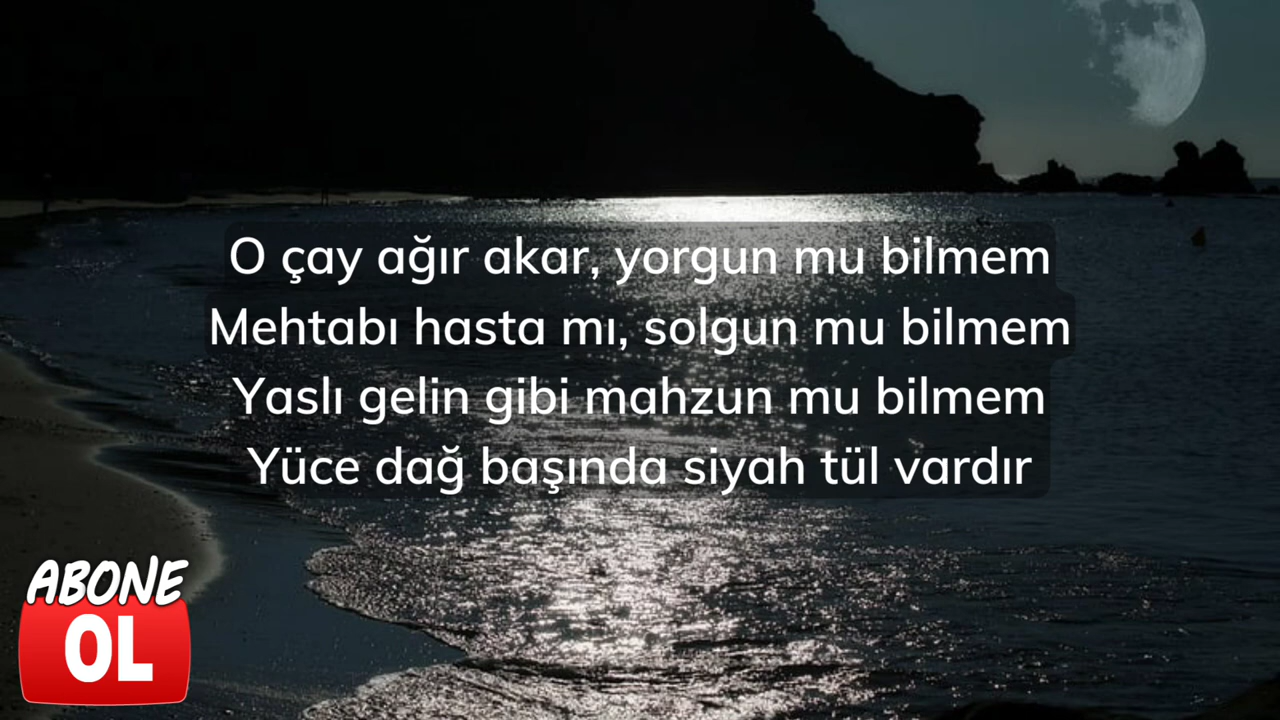 O çay ağır akar, yorgun mu bilmem
Mehtabı hasta mı, solgun mu bilmem
Yaslı gelin gibi mahzun mu bilmem
Yüce dağ başında siyah tül vardır
ABONE
OL